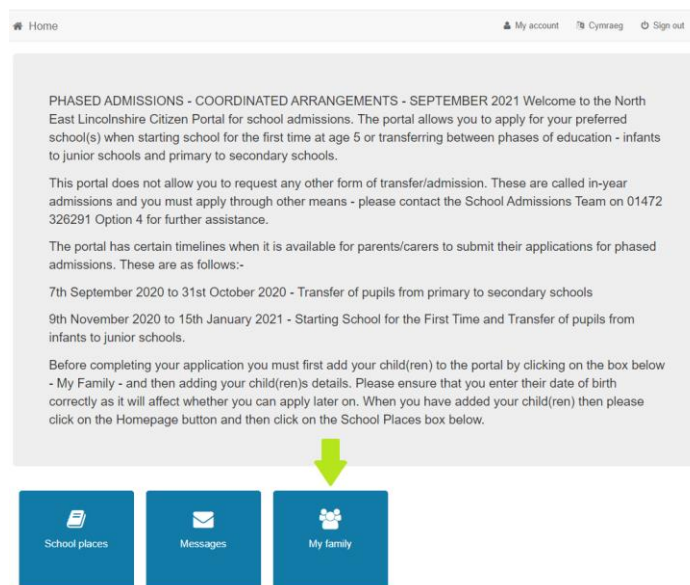 Home
My account
Cymraeg
Sign out
PHASED ADMISSIONS - COORDINATED ARRANGEMENTS - SEPTEMBER 2021 Welcome to the North
East Lincolnshire Citizen Portal for school admissions. The portal allows you to apply for your preferred
school(s) when starting school for the first time at age 5 or transferring between phases of education - infants
to junior schools and primary to secondary schools.
This portal does not allow you to request any other form of transfer/admission. These are called in-year
admissions and you must apply through other means - please contact the School Admissions Team on 01472
326291 Option 4 for further assistance.
The portal has certain timelines when it is available for parents/carers to submit their applications for phased
admissions. These are as follows:-
7th September 2020 to 31st October 2020 - Transfer of pupils from primary to secondary schools
9th November 2020 to 15th January 2021 - Starting School for the First Time and Transfer of pupils from
infants to junior schools.
Before completing your application you must first add your child(ren) to the portal by clicking on the box below
- My Family - and then adding your child(ren)s details. Please ensure that you enter their date of birth
correctly as it will affect whether you can apply later on. When you have added your child(ren) then please
click on the Homepage button and then click on the School Places box below.
School places
Messages
My family